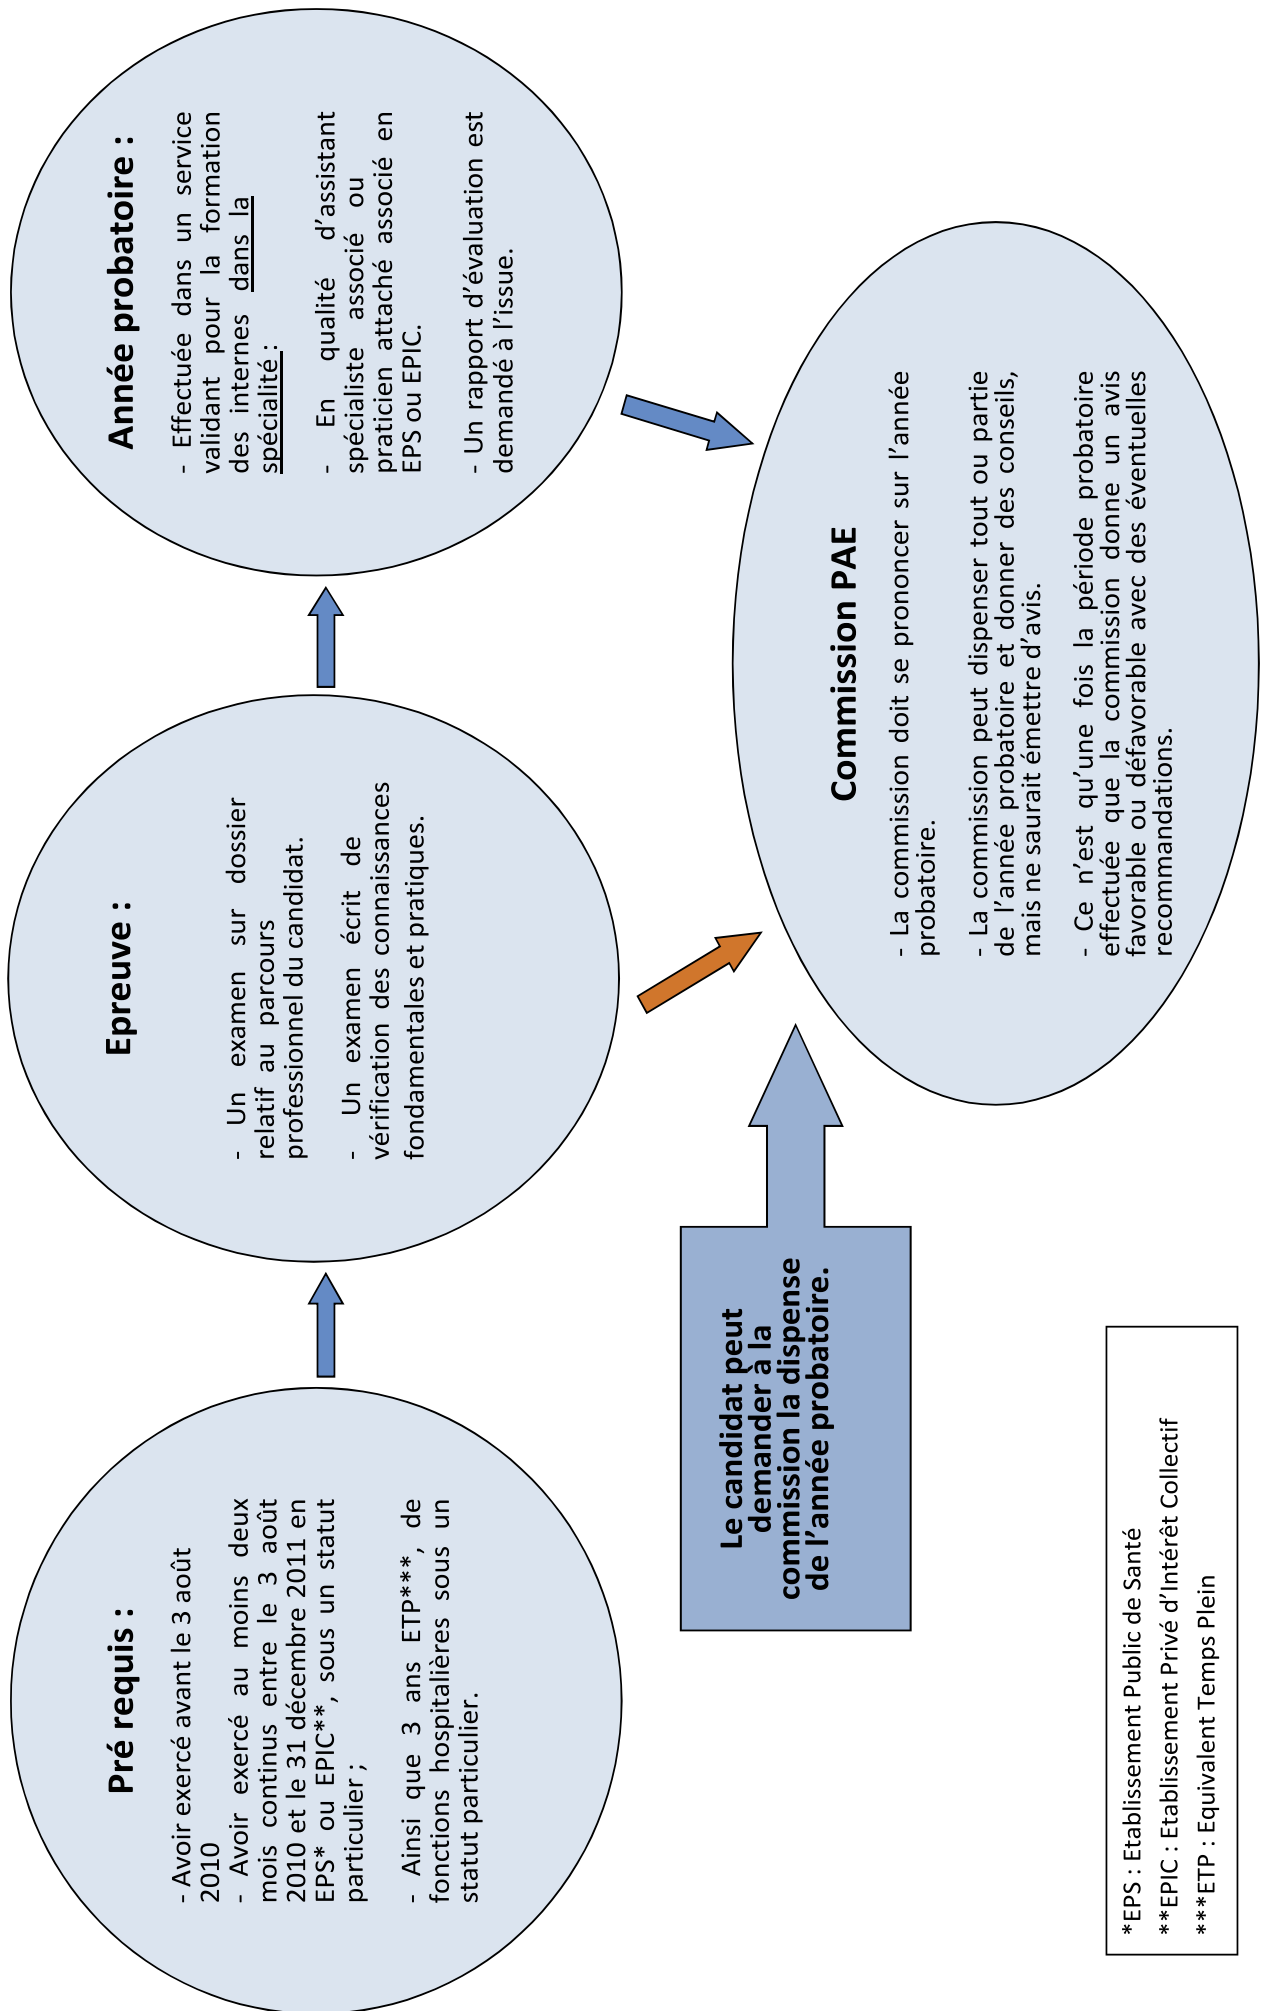 Pré requis :
- Avoir exercé avant le 3 août
2010
- Avoir exercé au moins deux
mois continus entre le 3 août
2010 et le 31 décembre 2011 en
EPS* ou EPIC**, sous un statut
particulier ;
- Ainsi que 3 ans ETP***, de
fonctions hospitalières sous un
statut particulier.
Epreuve :
- Un examen sur dossier
relatif au parcours
professionnel du candidat.
- Un examen écrit de
vérification des connaissances
fondamentales et pratiques.
Année probatoire :
- Effectuée dans un service
validant pour la formation
des internes dans la
spécialité :
- En qualité d’assistant
spécialiste associé ou
praticien attaché associé en
EPS ou EPIC.
- Un rapport d’évaluation est
demandé à l’issue.
Le candidat peut
demander à la
commission la dispense
de l’année probatoire.
Commission PAE
- La commission doit se prononcer sur l’année
probatoire.
- La commission peut dispenser tout ou partie
de l’année probatoire et donner des conseils,
mais ne saurait émettre d’avis.
- Ce n’est qu’une fois la période probatoire
effectuée que la commission donne un avis
favorable ou défavorable avec des éventuelles
recommandations.
*EPS : Etablissement Public de Santé
**EPIC : Etablissement Privé d’Intérêt Collectif
***ETP : Equivalent Temps Plein